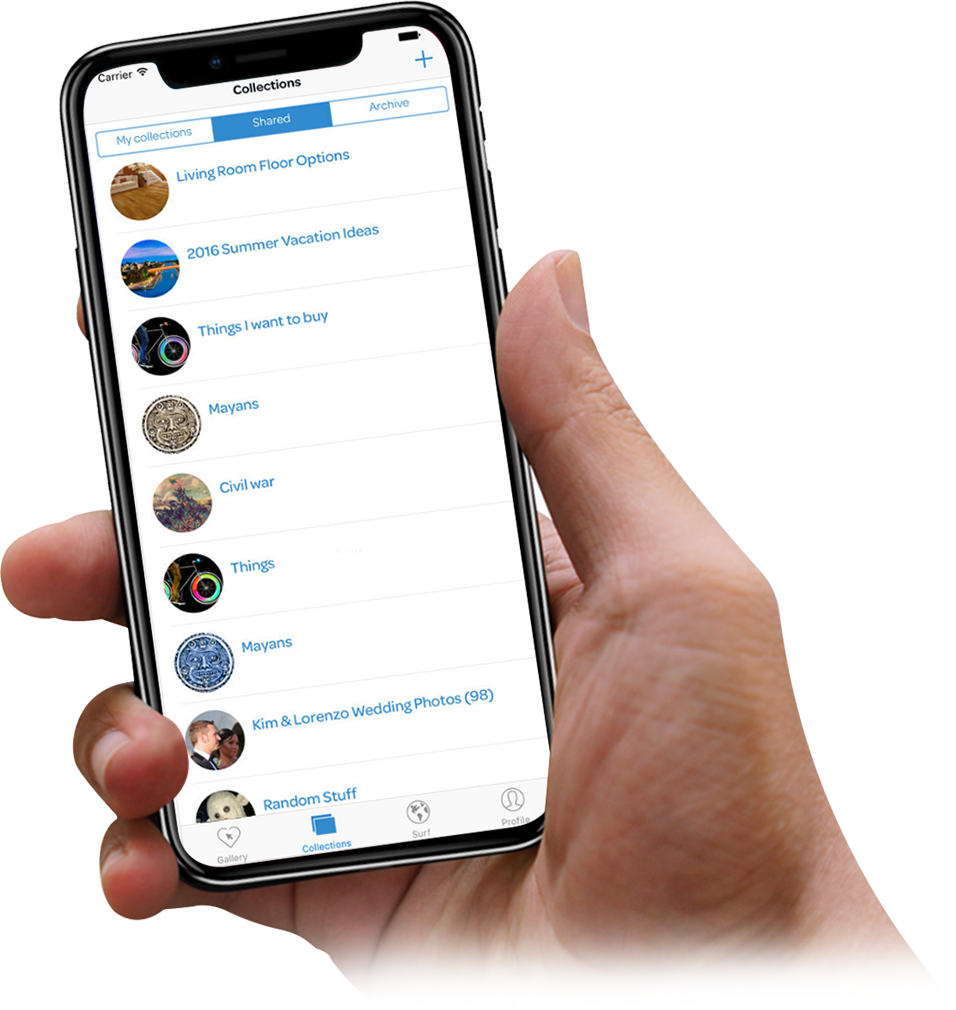 Carrier
Collections
+
My collections
Shared
Archive
Living Room Floor Options
2016 Summer Vacation Ideas
Things I want to buy
Mayans
Civil war
Things
Mayans
Kim & Lorenzo Wedding Photos (98)
Random Stuff
Gallery
Collections
Surf
Profile